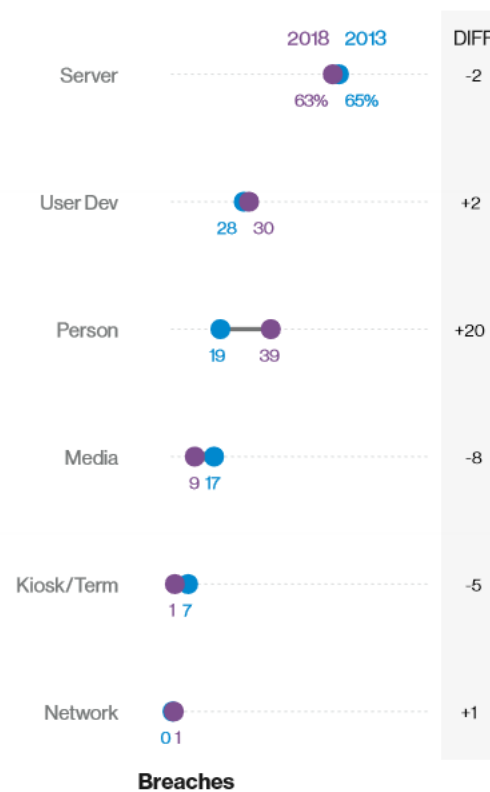 2018 2013 DIFF
Server -2
63% 65%
User Dev +2
28 30
Person +20
19 39
Media -8
9 17
Kiosk/Term -5
1 7
Network +1
0 1
Breaches